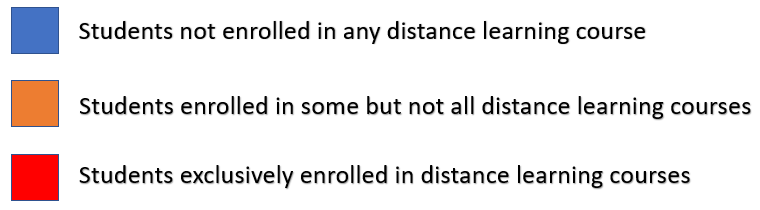 Students not enrolled in any distance learning course
Students enrolled in some but not all distance learning courses
Students exclusively enrolled in distance learning courses